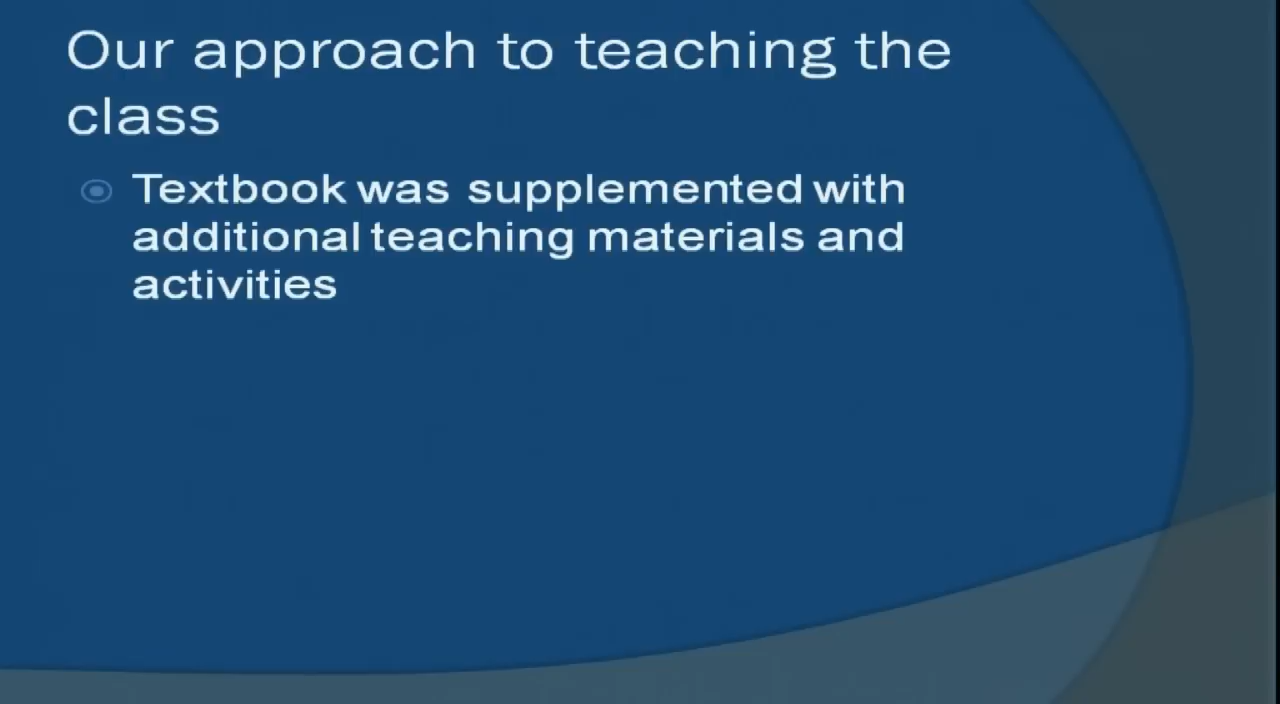 Our approach to teaching the
class
Textbook was supplemented with
additional teaching materials and
activities